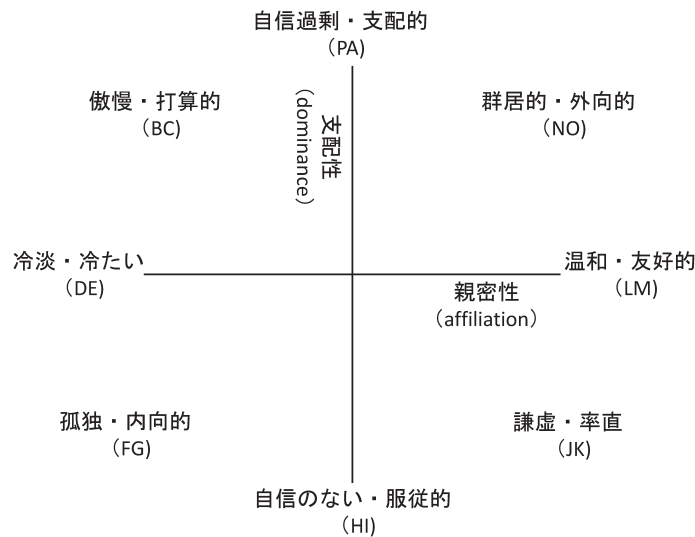 自信過剰・支配的
（PA)
傲慢・打算的
（BC)
群居的・外向的
（NO)
支配性
（dominance）
冷淡・冷たい
（DE)
温和・友好的
（LM)
親密性
（affiliation）
孤独・内向的
（FG)
謙虚・率直
（JK)
自信のない・服従的
（HI)